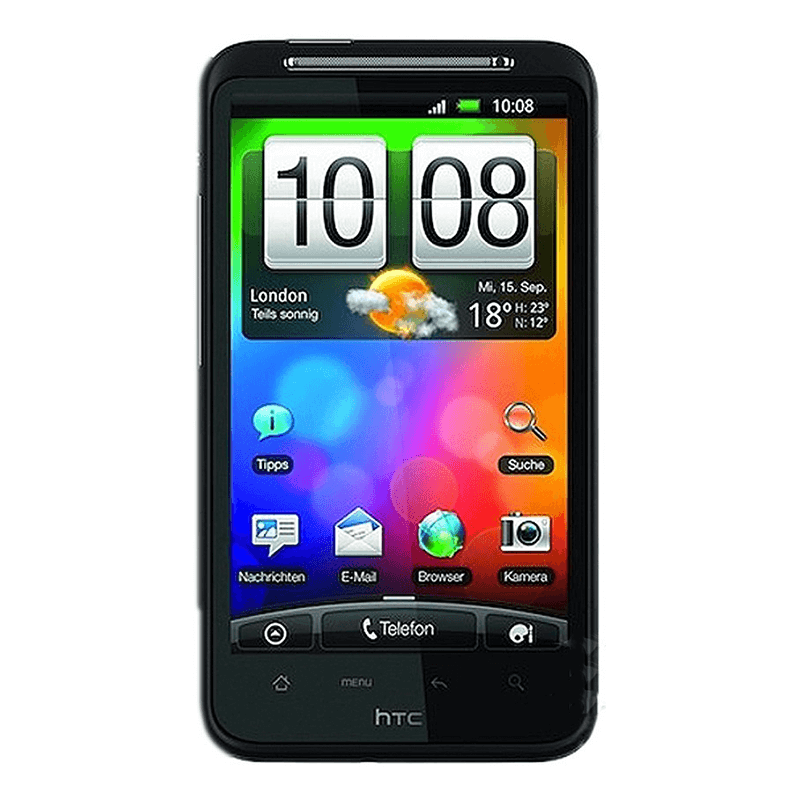 10:08
10 08
London
Teils sonnig
Mi, 15. Sep.
18° H: 23°
N: 12°
Tipps
Suche
Nachrichten
E-Mail
Browser
Kamera
Telefon
MENU
hTC